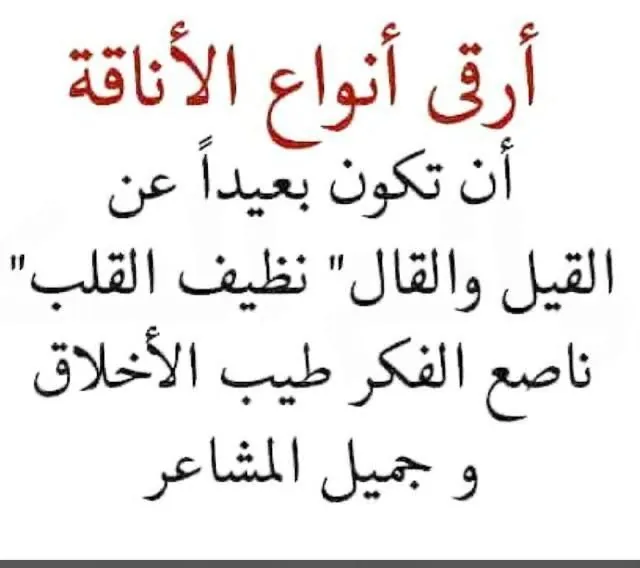 أرقى أنواع الأناقة
أن تكون بعيداً عن
القيل والقال" نظيف القلب"
ناصع الفكر طيب الأخلاق
و جميل المشاعر